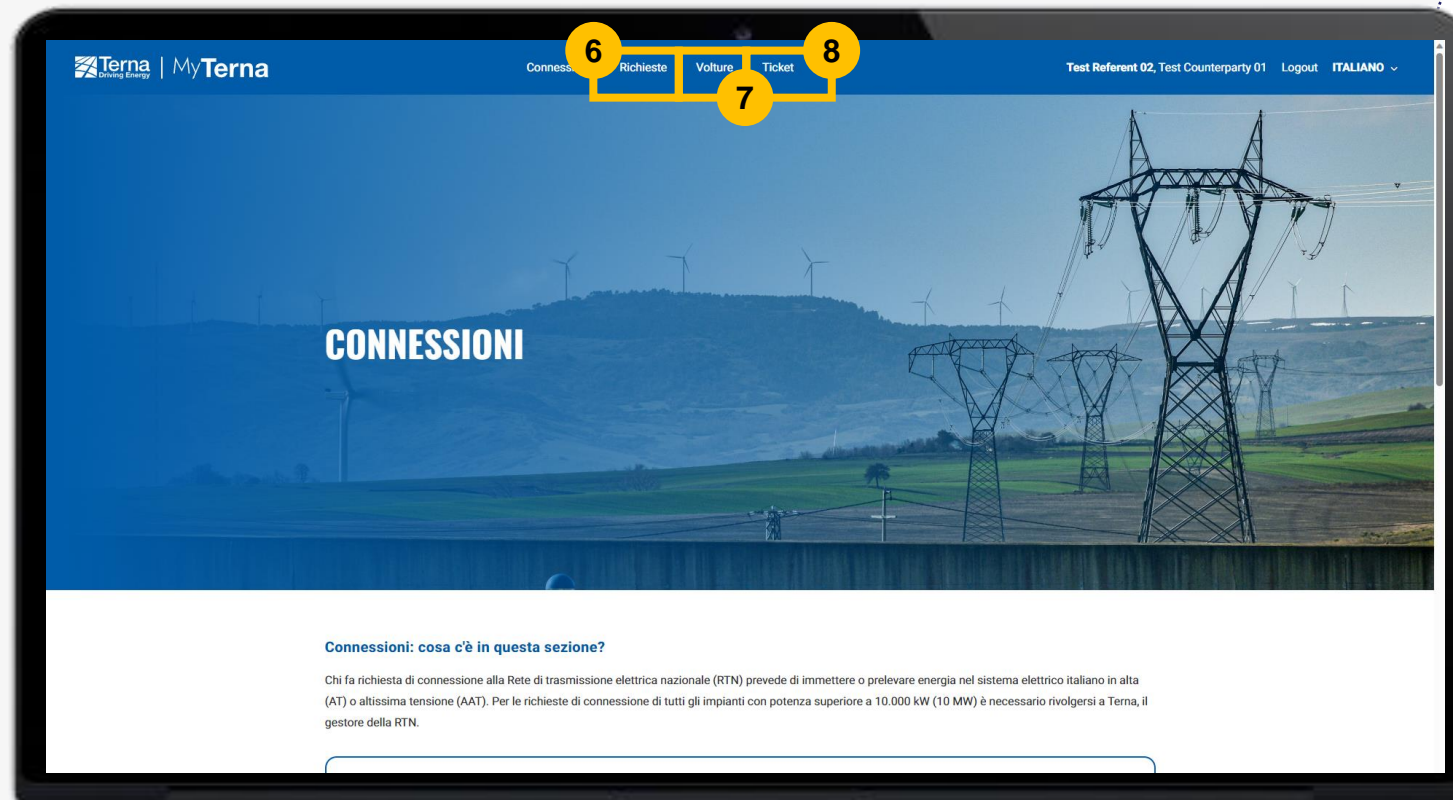 6
8
7
Terna
Driving Energy
MyTerna
Richieste
Volture
Ticket
Test Referent 02, Test Counterparty 01
Logout
ITALIANO
CONNESSIONI
Connessioni: cosa c'è in questa sezione?
Chi fa richiesta di connessione alla Rete di trasmissione elettrica nazionale (RTN) prevede di immettere o prelevare energia nel sistema elettrico italiano in alta
(AT) o altissima tensione (AAT). Per le richieste di connessione di tutti gli impianti con potenza superiore a 10.000 kW (10 MW) è necessario rivolgersi a Terna, il
gestore della RTN.